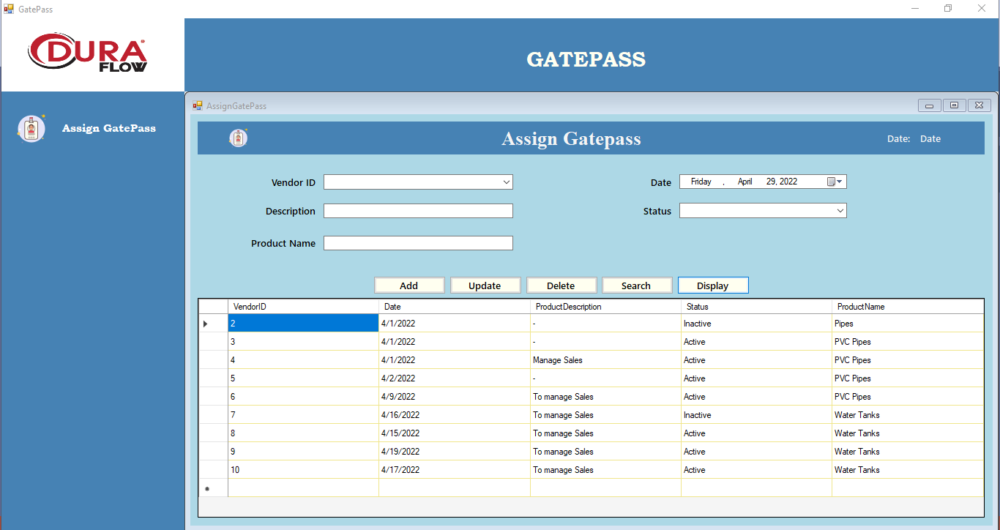 GatePass
DURA
FLOW
GATEPASS
Assign GatePass
AssignGatePass
Assign Gatepass
Date: Date
Vendor ID
Date Friday , April 29, 2022
Description
Status
Product Name
Add Update Delete Search Display
VendorID Date ProductDescription Status ProductName
2 4/1/2022 - Inactive Pipes
3 4/1/2022 - Active PVC Pipes
4 4/1/2022 Manage Sales Active PVC Pipes
5 4/2/2022 - Active PVC Pipes
6 4/9/2022 To manage Sales Active PVC Pipes
7 4/16/2022 To manage Sales Inactive Water Tanks
8 4/15/2022 To manage Sales Active Water Tanks
9 4/19/2022 To manage Sales Active Water Tanks
10 4/17/2022 To manage Sales Active Water Tanks